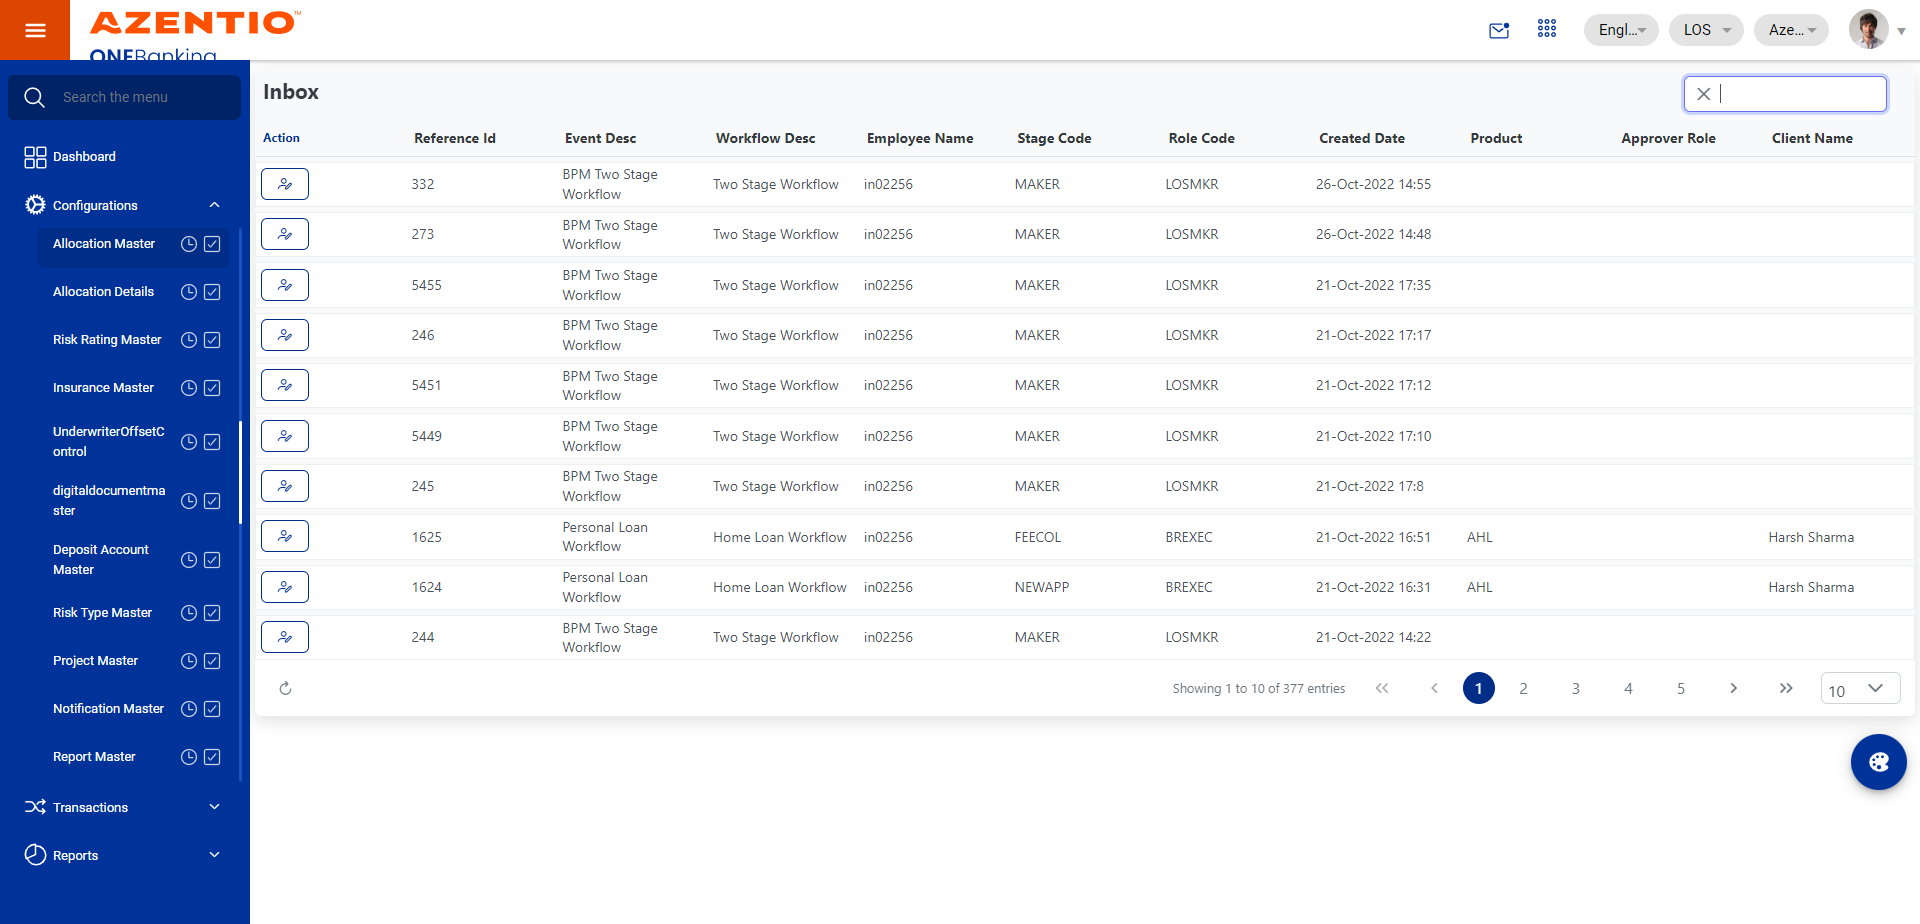 AZENTIO™
ONEBanking
Engl...
LOS
Aze...
Search the menu
Dashboard
Configurations
Allocation Master
Allocation Details
Risk Rating Master
Insurance Master
UnderwriterOffsetC
ontrol
digitaldocumentma
ster
Deposit Account
Master
Risk Type Master
Project Master
Notification Master
Report Master
Transactions
Reports
Inbox
Action Reference Id Event Desc Workflow Desc Employee Name Stage Code Role Code Created Date Product Approver Role Client Name
332 BPM Two Stage Workflow Two Stage Workflow in02256 MAKER LOSMKR 26-Oct-2022 14:55
273 BPM Two Stage Workflow Two Stage Workflow in02256 MAKER LOSMKR 26-Oct-2022 14:48
5455 BPM Two Stage Workflow Two Stage Workflow in02256 MAKER LOSMKR 21-Oct-2022 17:35
246 BPM Two Stage Workflow Two Stage Workflow in02256 MAKER LOSMKR 21-Oct-2022 17:17
5451 BPM Two Stage Workflow Two Stage Workflow in02256 MAKER LOSMKR 21-Oct-2022 17:12
5449 BPM Two Stage Workflow Two Stage Workflow in02256 MAKER LOSMKR 21-Oct-2022 17:10
245 BPM Two Stage Workflow Two Stage Workflow in02256 MAKER LOSMKR 21-Oct-2022 17:8
1625 Personal Loan Workflow Home Loan Workflow in02256 FEECOL BREXEC 21-Oct-2022 16:51 AHL Harsh Sharma
1624 Personal Loan Workflow Home Loan Workflow in02256 NEWAPP BREXEC 21-Oct-2022 16:31 AHL Harsh Sharma
244 BPM Two Stage Workflow Two Stage Workflow in02256 MAKER LOSMKR 21-Oct-2022 14:22
Showing 1 to 10 of 377 entries << < 1 2 3 4 5 > >> 10